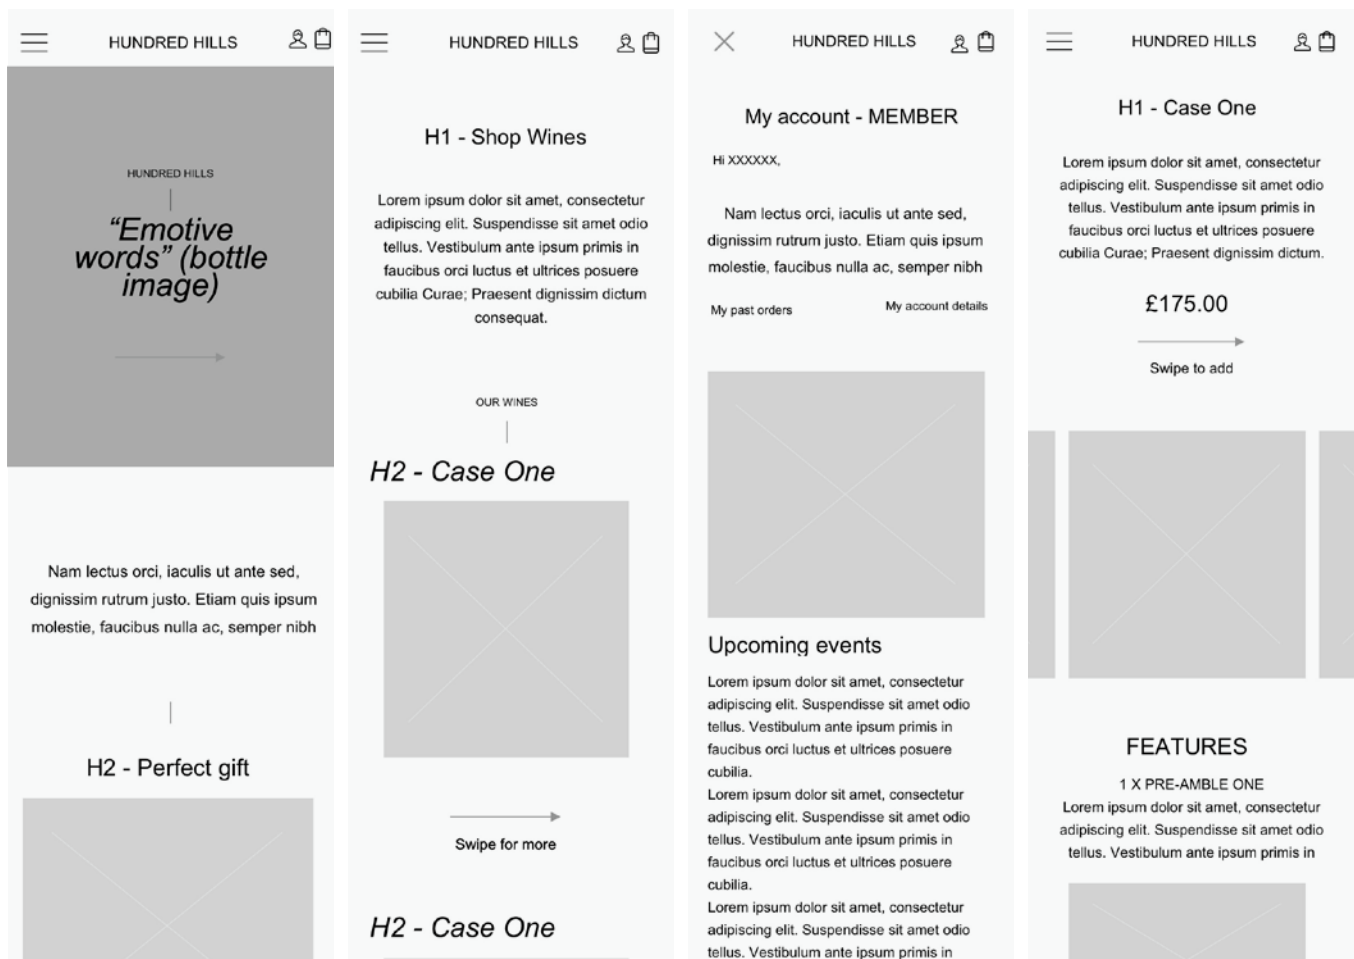 HUNDRED HILLS
HUNDRED HILLS
“Emotive
words” (bottle
image)
Nam lectus orci, iaculis ut ante sed,
dignissim rutrum justo. Etiam quis ipsum
molestie, faucibus nulla ac, semper nibh
H2 - Perfect gift
HUNDRED HILLS
H1 - Shop Wines
Lorem ipsum dolor sit amet, consectetur
adipiscing elit. Suspendisse sit amet odio
tellus. Vestibulum ante ipsum primis in
faucibus orci luctus et ultrices posuere
cubilia Curae; Praesent dignissim dictum
consequat.
OUR WINES
H2 - Case One
Swipe for more
H2 - Case One
HUNDRED HILLS
My account - MEMBER
Hi XXXXXX,
Nam lectus orci, iaculis ut ante sed,
dignissim rutrum justo. Etiam quis ipsum
molestie, faucibus nulla ac, semper nibh
My past orders
My account details
Upcoming events
Lorem ipsum dolor sit amet, consectetur
adipiscing elit. Suspendisse sit amet odio
tellus. Vestibulum ante ipsum primis in
faucibus orci luctus et ultrices posuere
cubilia.
Lorem ipsum dolor sit amet, consectetur
adipiscing elit. Suspendisse sit amet odio
tellus. Vestibulum ante ipsum primis in
faucibus orci luctus et ultrices posuere
cubilia.
Lorem ipsum dolor sit amet, consectetur
adipiscing elit. Suspendisse sit amet odio
tellus. Vestibulum ante ipsum primis in
HUNDRED HILLS
H1 - Case One
Lorem ipsum dolor sit amet, consectetur
adipiscing elit. Suspendisse sit amet odio
tellus. Vestibulum ante ipsum primis in
faucibus orci luctus et ultrices posuere
cubilia Curae; Praesent dignissim dictum.
£175.00
Swipe to add
FEATURES
1 X PRE-AMBLE ONE
Lorem ipsum dolor sit amet, consectetur
adipiscing elit. Suspendisse sit amet odio
tellus. Vestibulum ante ipsum primis in